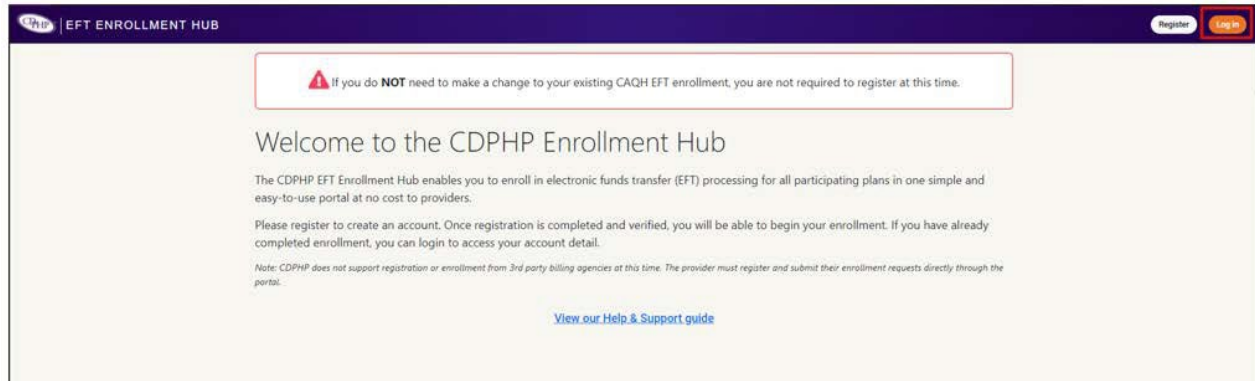 CDPHP EFT ENROLLMENT HUB
Register
Log in
If you do NOT need to make a change to your existing CAQH EFT enrollment, you are not required to register at this time.
Welcome to the CDPHP Enrollment Hub
The CDPHP EFT Enrollment Hub enables you to enroll in electronic funds transfer (EFT) processing for all participating plans in one simple and
easy-to-use portal at no cost to providers.
Please register to create an account. Once registration is completed and verified, you will be able to begin your enrollment. If you have already
completed enrollment, you can login to access your account detail.
Note: CDPHP does not support registration or enrollment from 3rd party billing agencies at this time. The provider must register and submit their enrollment requests directly through the
portal.
View our Help & Support guide